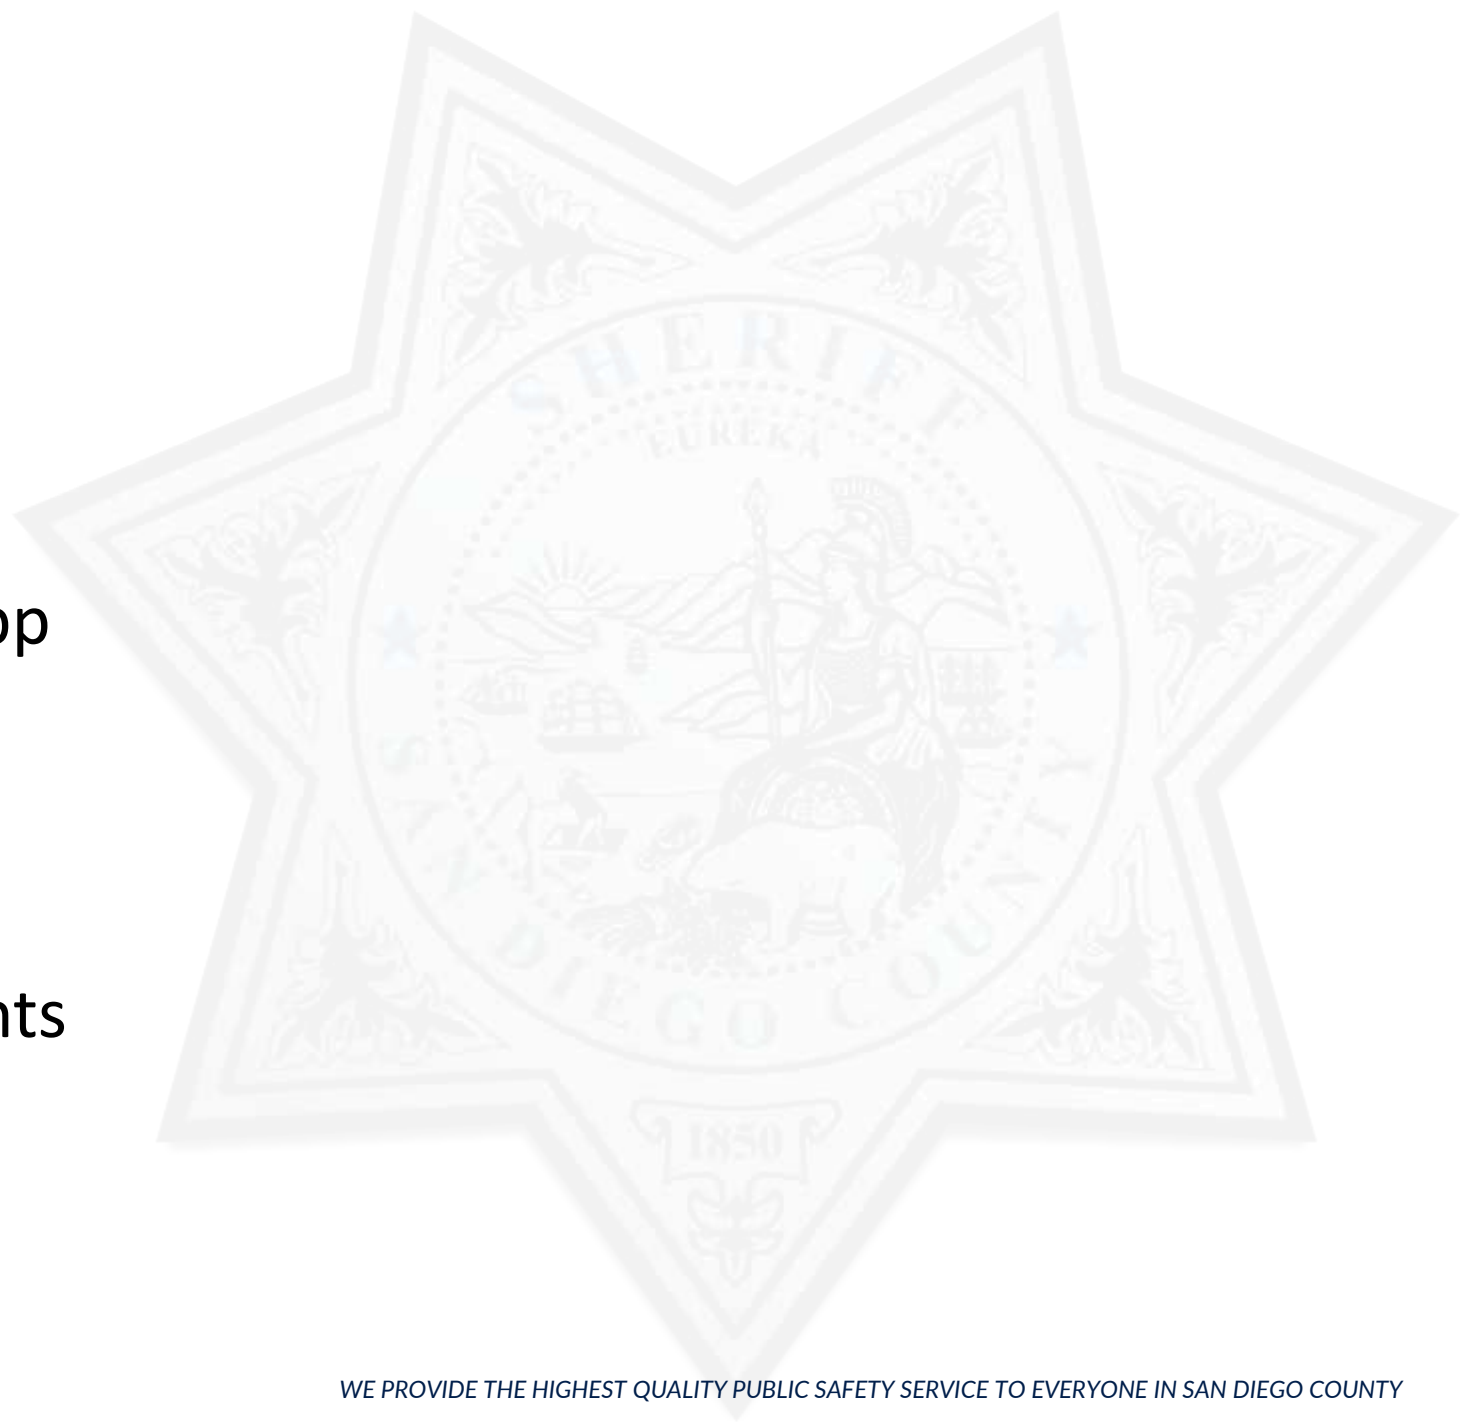 SHERIFF
EUREKA
pp
nts
SAN DIEGO COUNTY
1850
WE PROVIDE THE HIGHEST QUALITY PUBLIC SAFETY SERVICE TO EVERYONE IN SAN DIEGO COUNTY